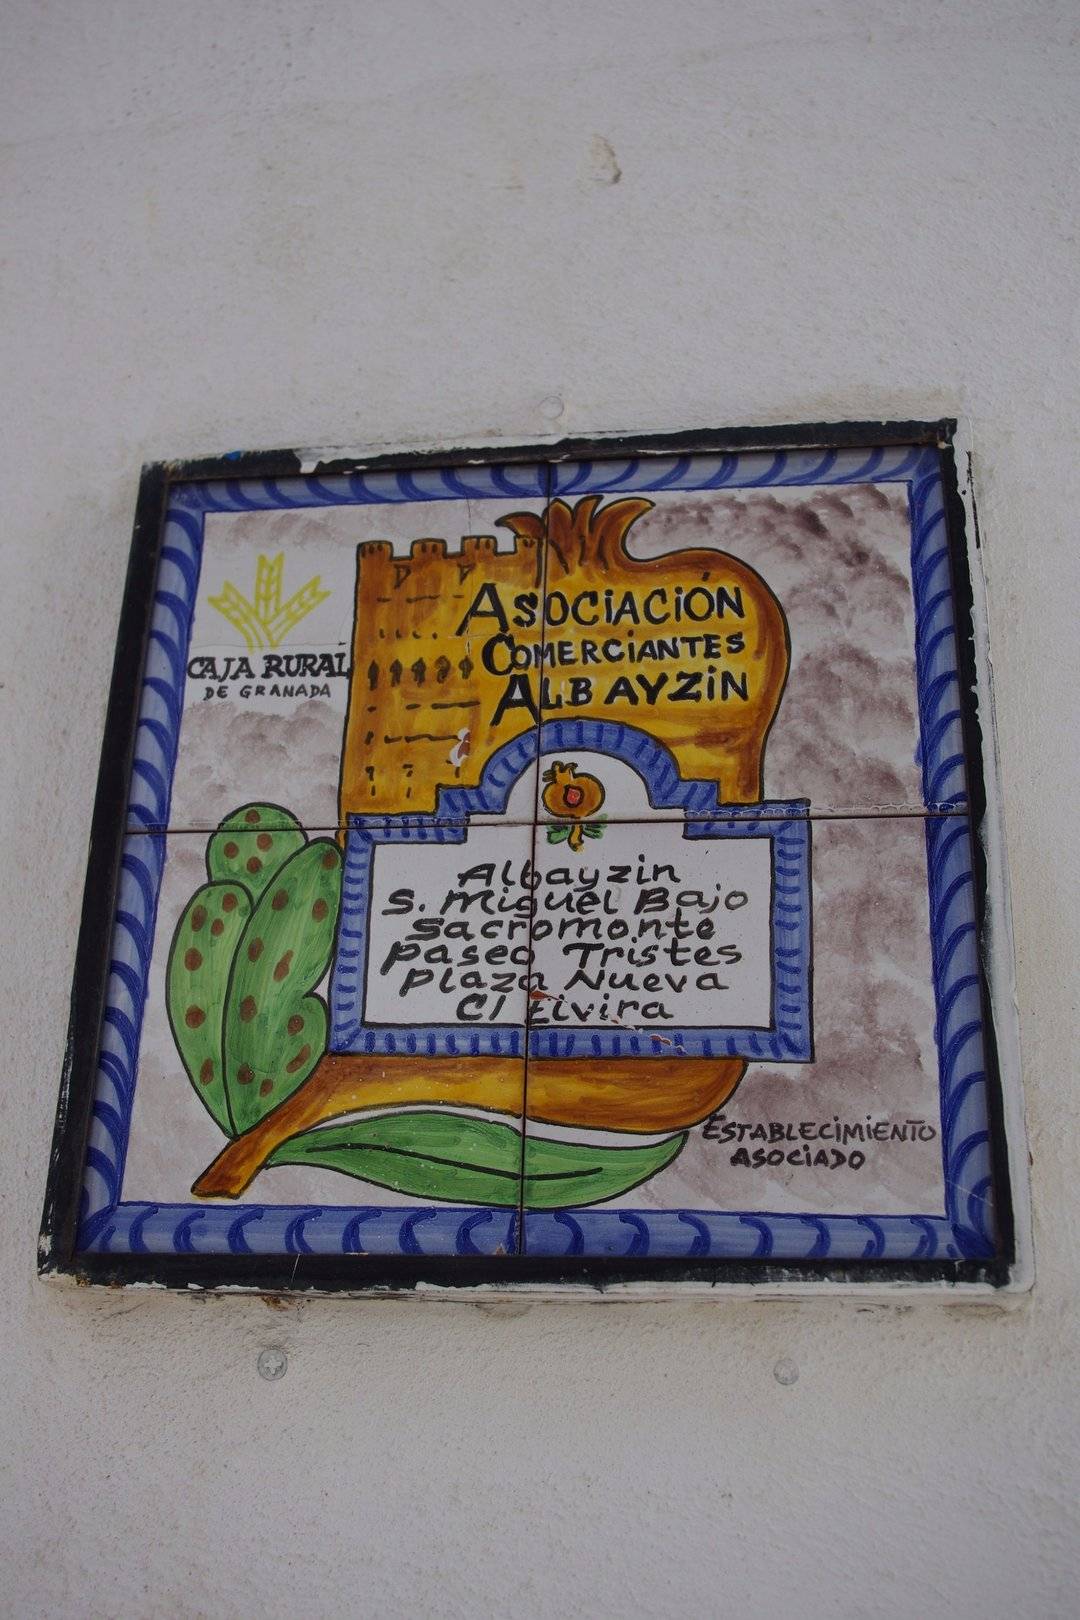 ASOCIACIÓN
COMERCIANTES
ALBAYZIN
CAJA RURAL
DE GRANADA
Albayzin
S. Miguel Bajo
Sacromonte
Paseo Tristes
Plaza Nueva
C/ Elvira
ESTABLECIMIENTO
ASOCIADO